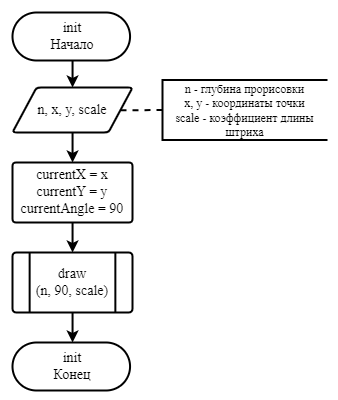 init
Начало
n, x, y, scale
n - глубина прорисовки
x, y - координаты точки
scale - коэффициент длины
штриха
currentX = x
currentY = y
currentAngle = 90
draw
(n, 90, scale)
init
Конец